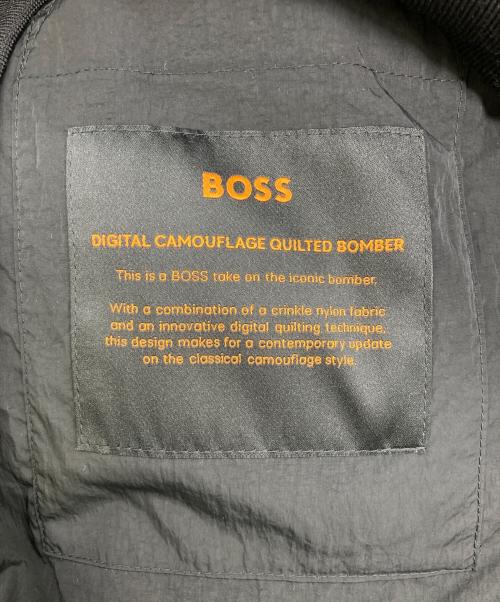 BOSS
DIGITAL CAMOUFLAGE QUILTED BOMBER
This is a BOSS take on the iconic bomber.
With a combination of a crinkle nylon fabric
and an innovative digital quilting technique,
this design makes for a contemporary update
on the classical camouflage style.